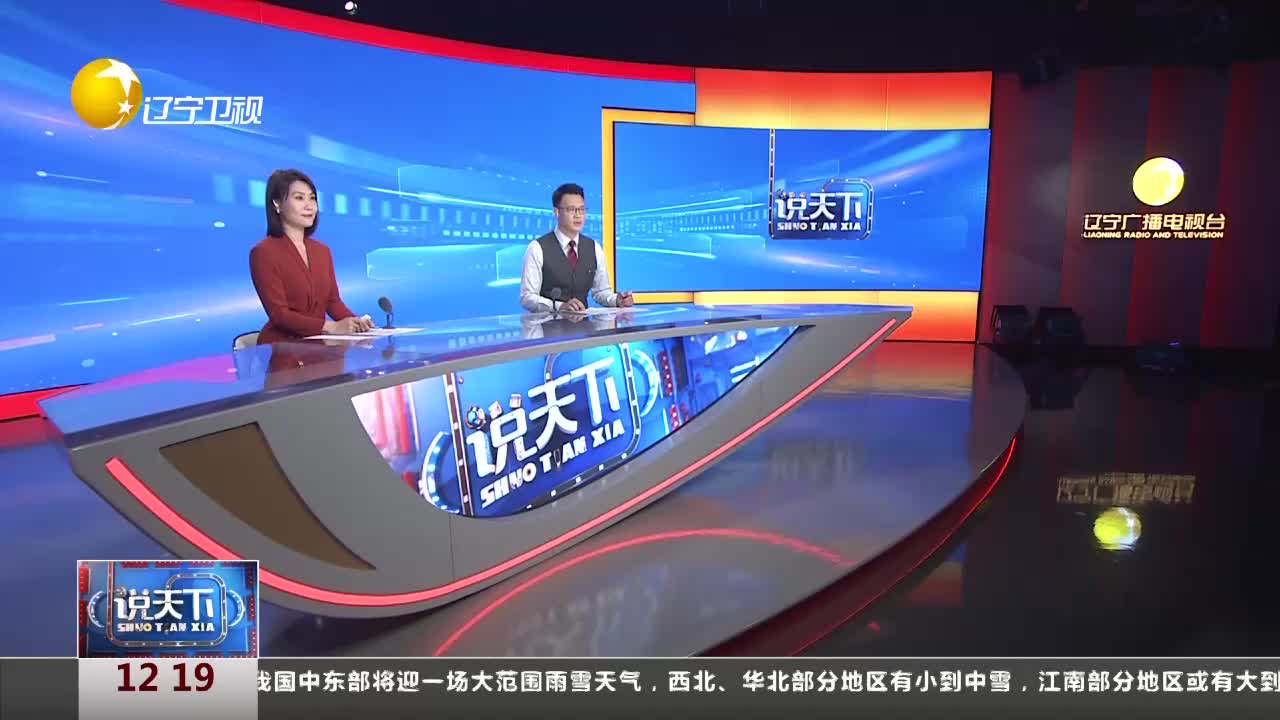 辽宁卫视
说天下
SHUO TIAN XIA
辽宁广播电视台
LIAONING RADIO AND TELEVISION
说天下
SHUO TIAN XIA
说天下
SHUO TIAN XIA
12 19
我国中东部将迎一场大范围雨雪天气，西北、华北部分地区有小到中雪，江南部分地区或有大到